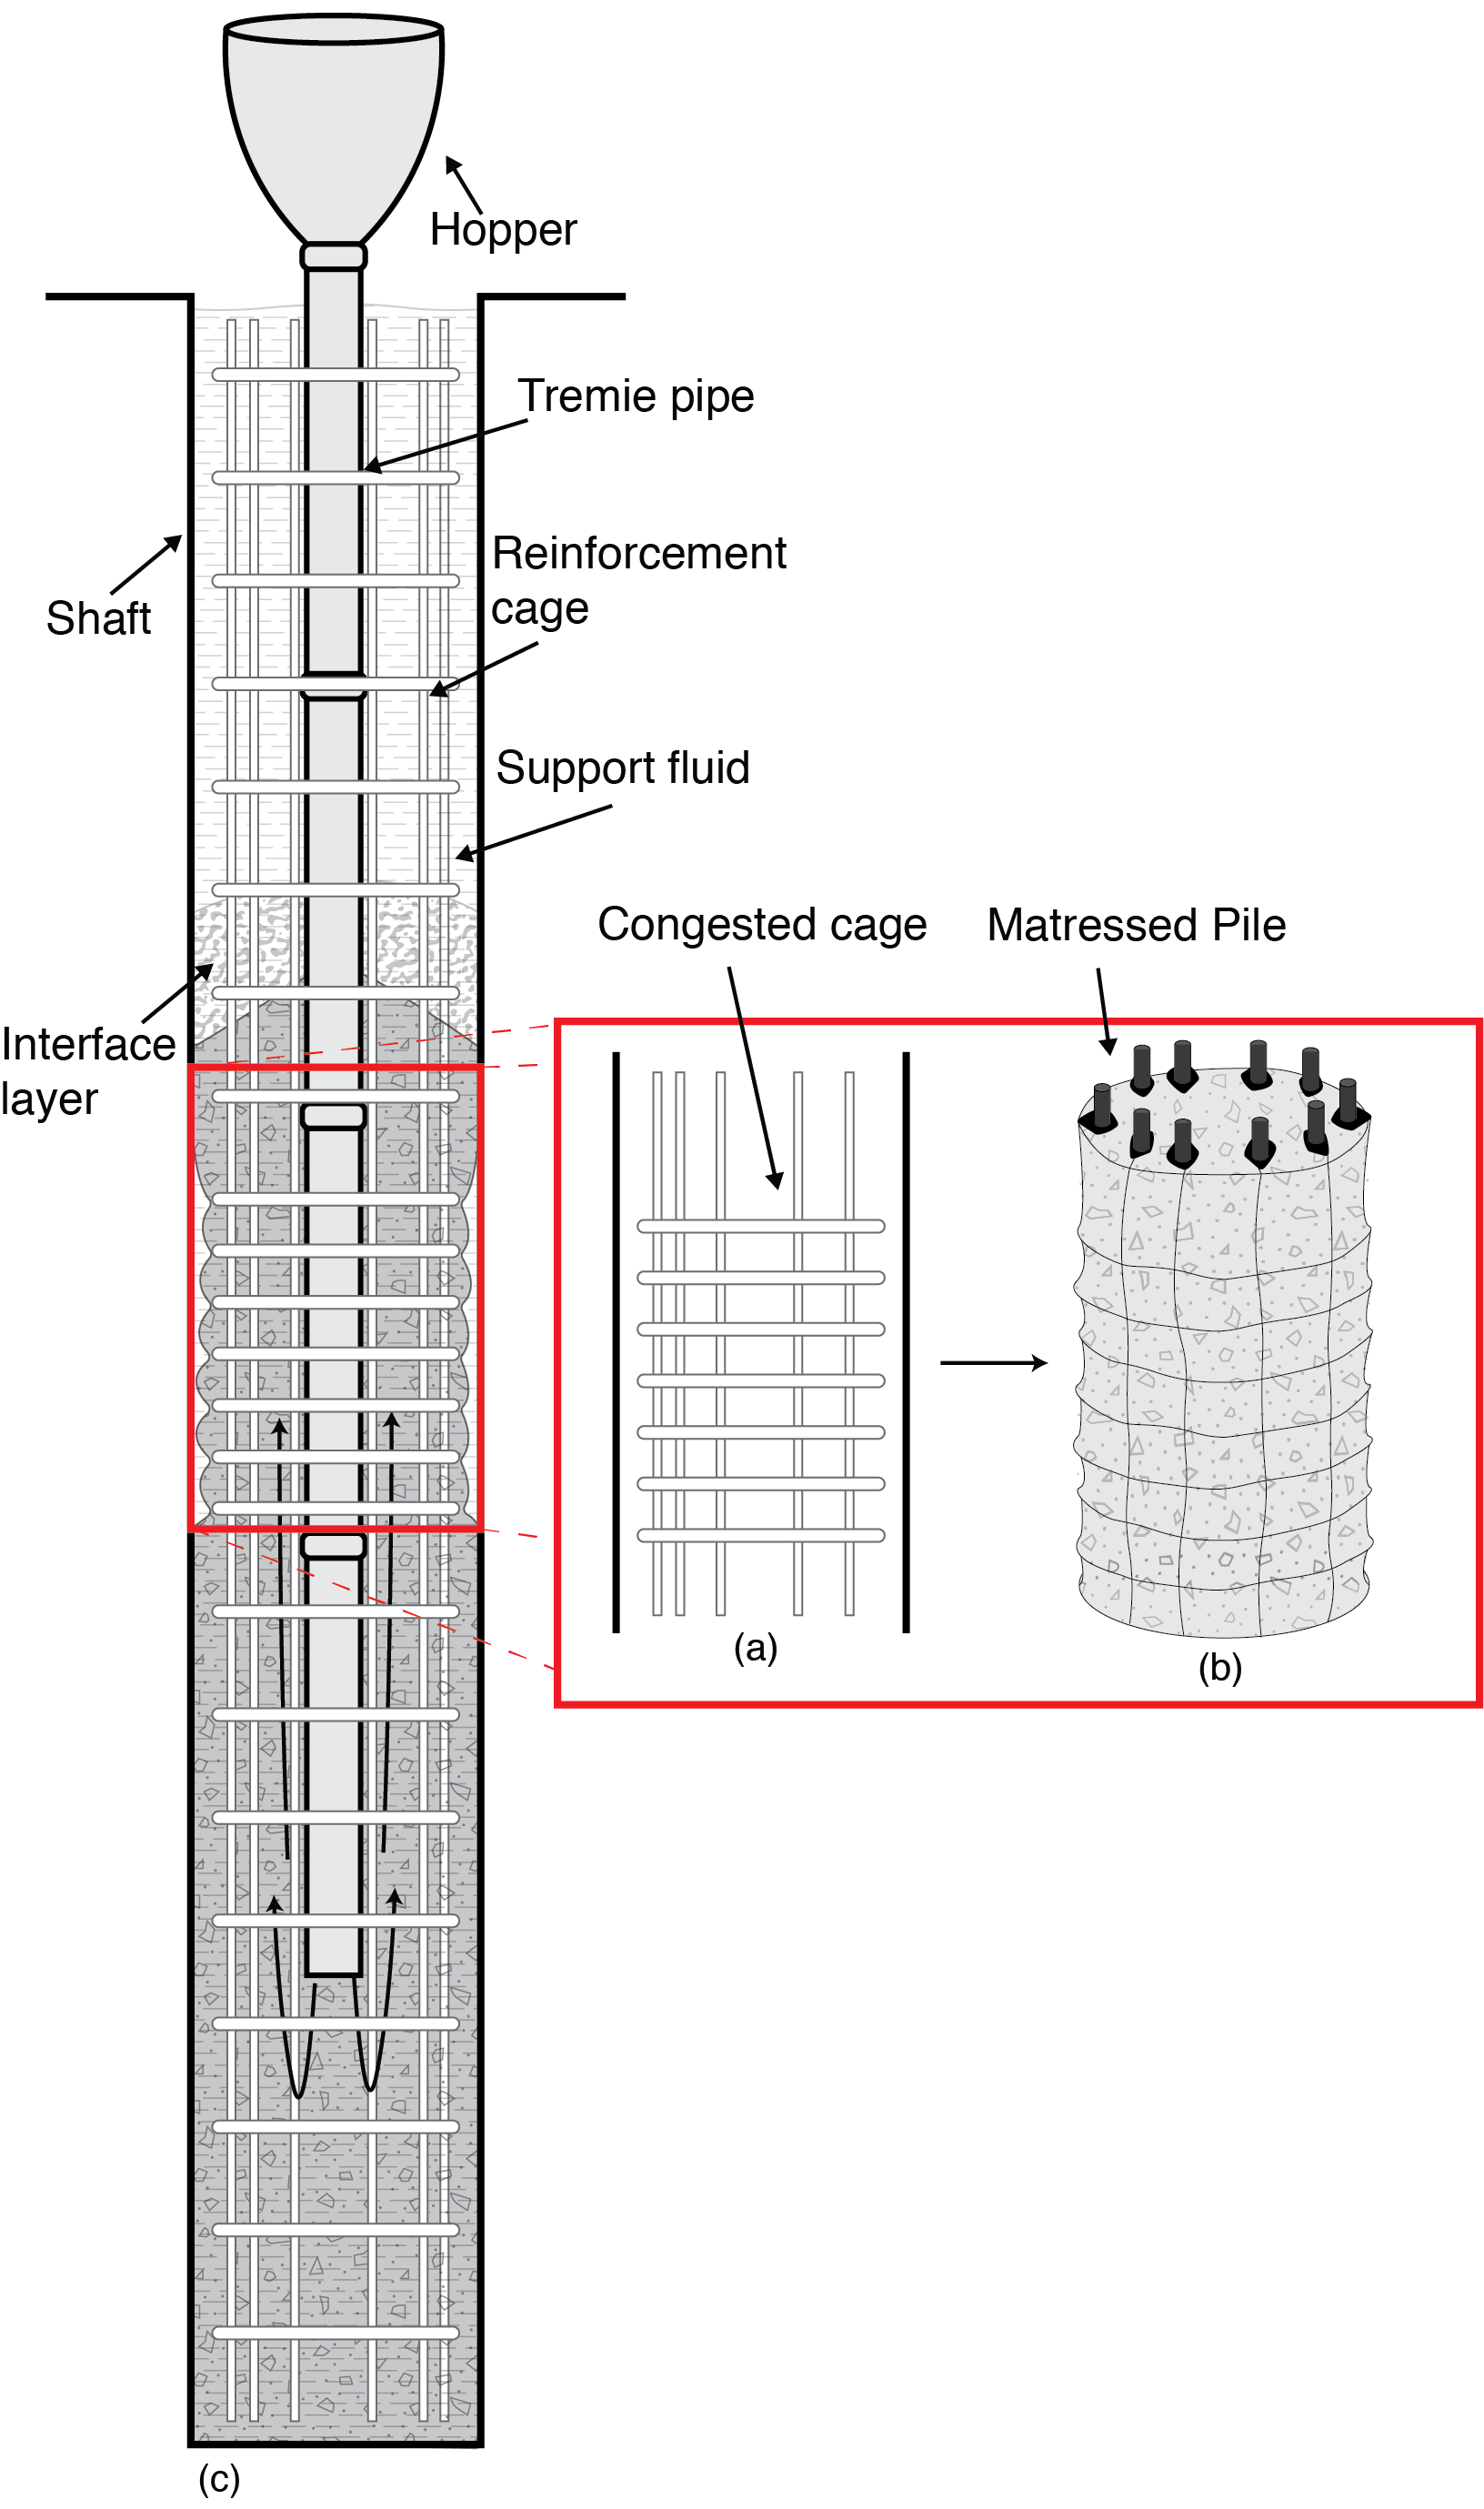 Hopper
Tremie pipe
Reinforcement
cage
Shaft
Support fluid
Congested cage
Matressed Pile
Interface
layer
(a)
(b)
(c)